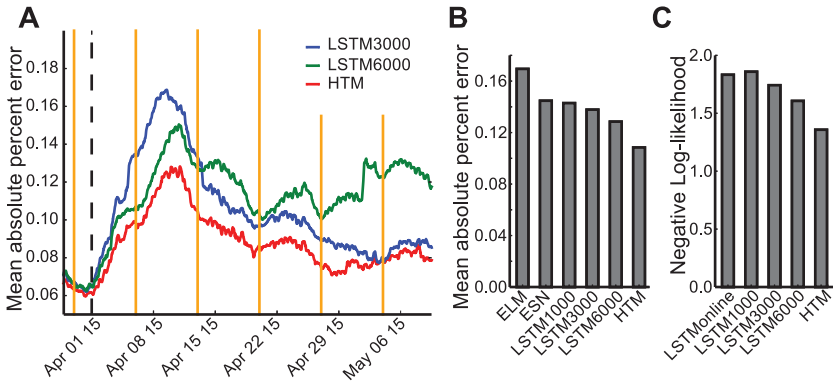 A
Mean absolute percent error
0.18
0.16
0.14
0.12
0.10
0.08
0.06
LSTM3000
LSTM6000
HTM
Apr 01 15
Apr 08 15
Apr 15 15
Apr 22 15
Apr 29 15
May 06 15
B
Mean absolute percent error
0.16
0.12
0.08
0.04
0.00
ELM
ESN
LSTM1000
LSTM3000
LSTM6000
HTM
C
Negative Log-likelihood
2.0
1.5
1.0
0.5
0.0
LSTMonline
LSTM1000
LSTM3000
LSTM6000
HTM